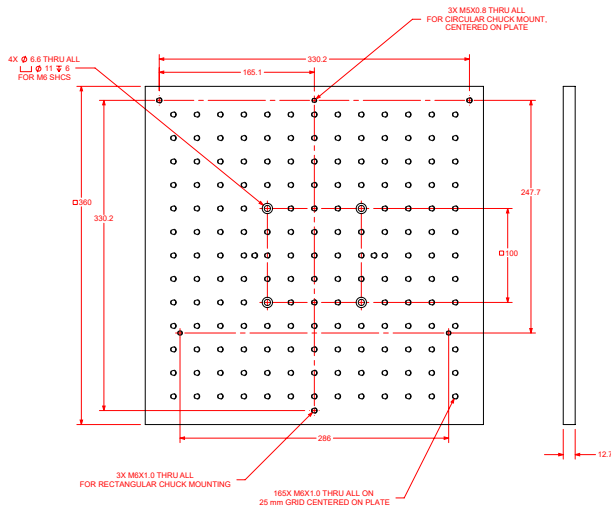 3X M5X0.8 THRU ALL
FOR CIRCULAR CHUCK MOUNT,
CENTERED ON PLATE
330.2
165.1
4X Ø 6.6 THRU ALL
⌴ Ø 11 ↧ 6
FOR M6 SHCS
□360
330.2
247.7
□100
286
12.7
3X M6X1.0 THRU ALL
FOR RECTANGULAR CHUCK MOUNTING
165X M6X1.0 THRU ALL ON
25 mm GRID CENTERED ON PLATE